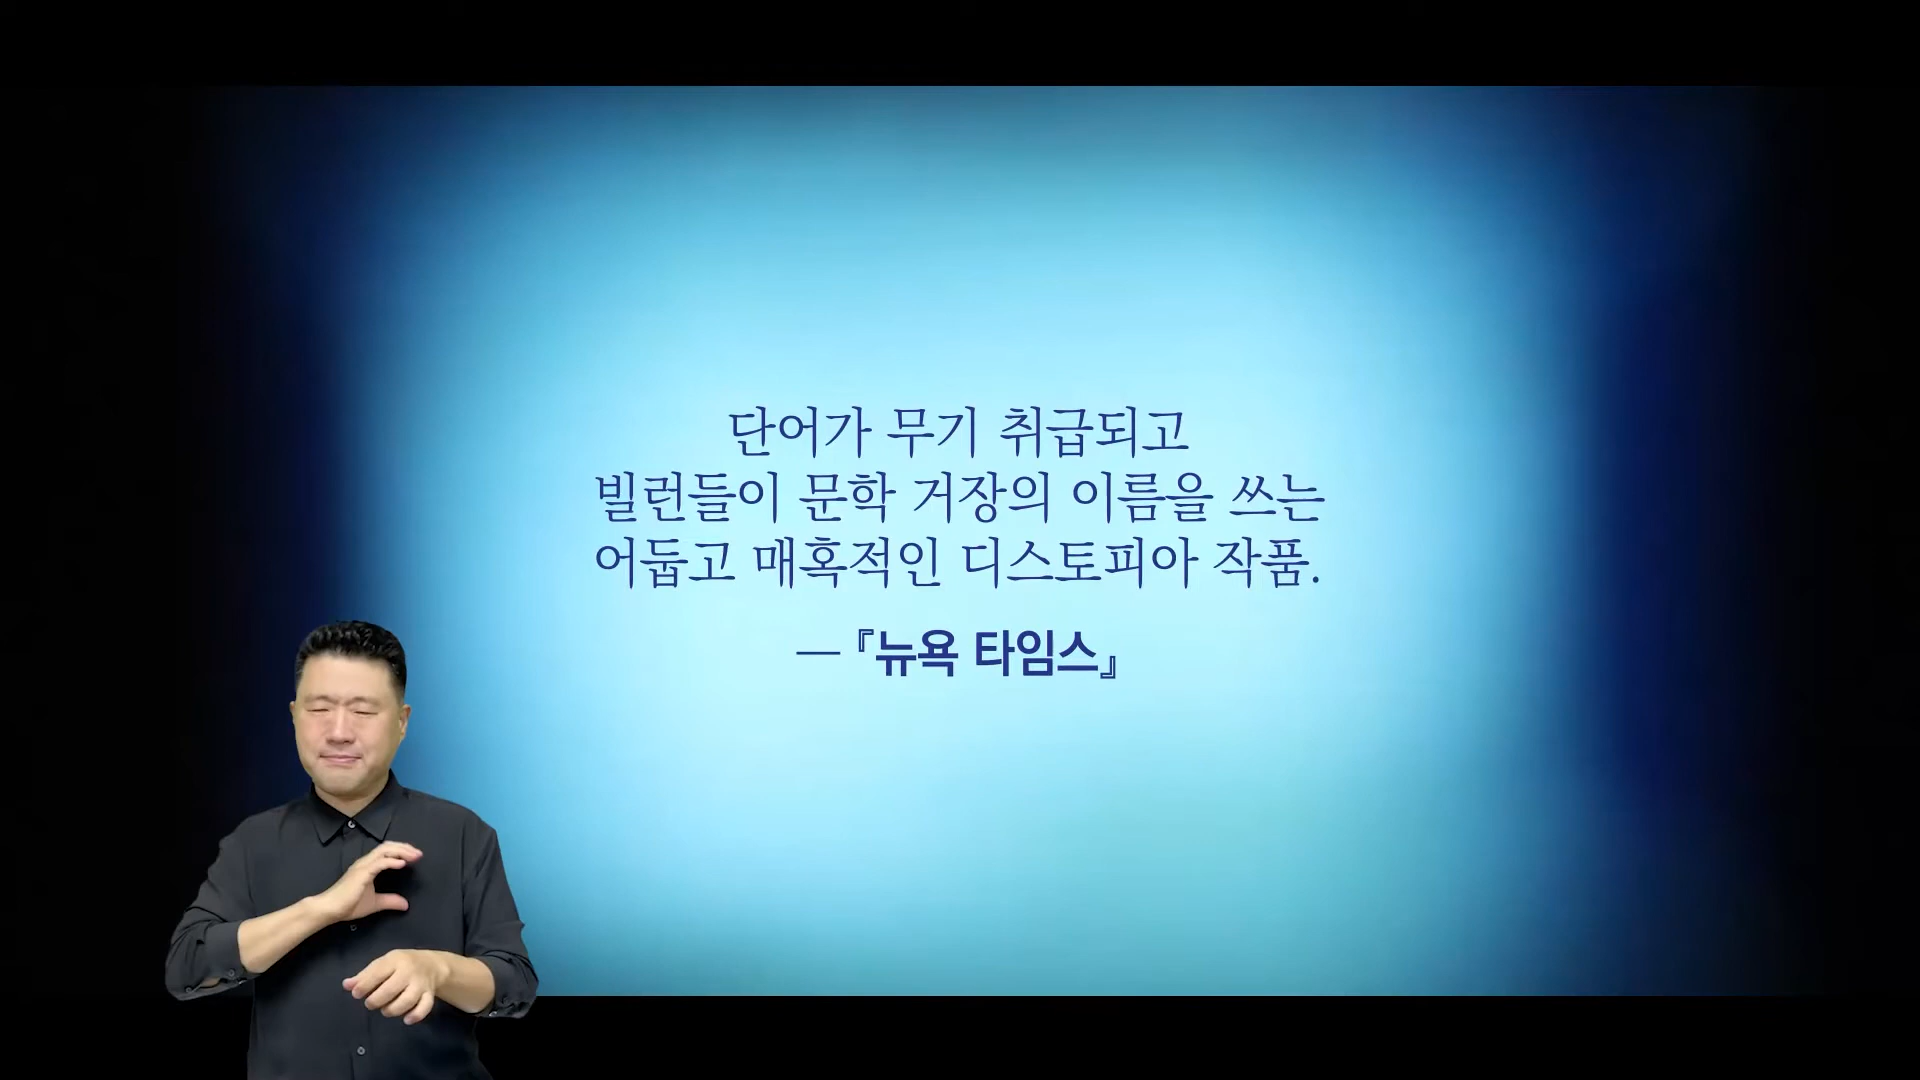 단어가 무기 취급되고
빌런들이 문학 거장의 이름을 쓰는
어둡고 매혹적인 디스토피아 작품.
—『뉴욕 타임스』